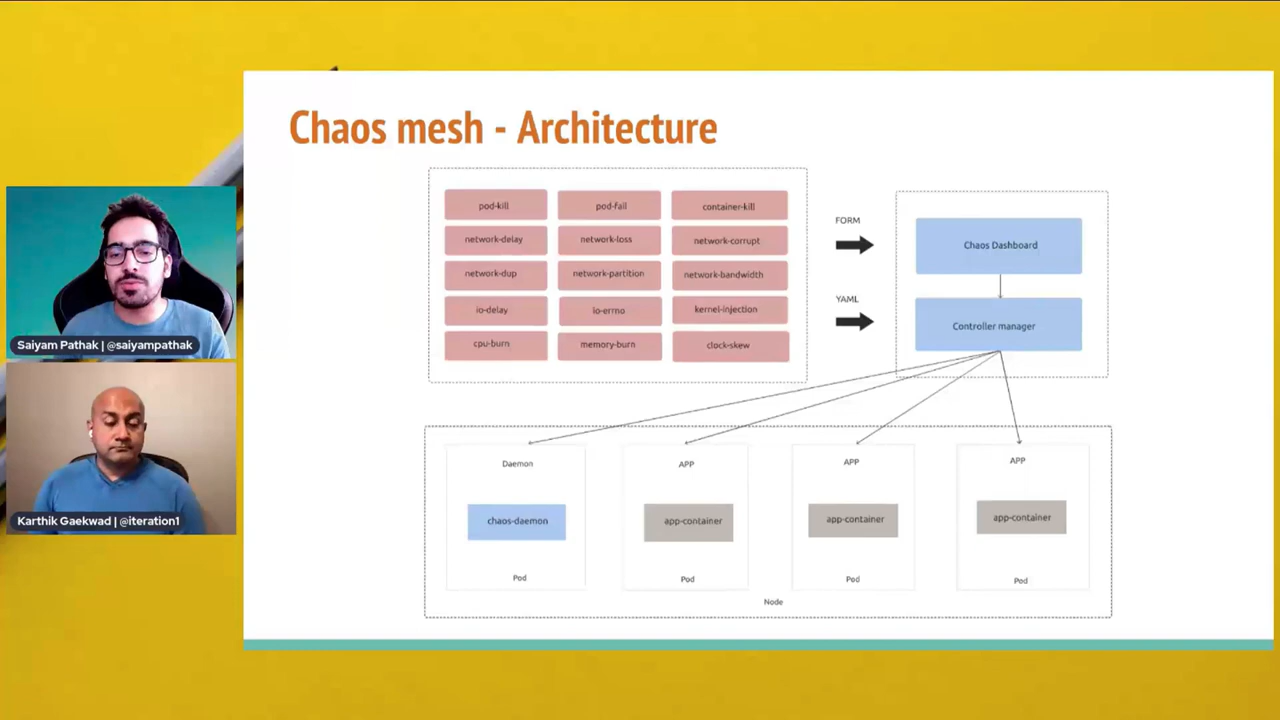 Chaos mesh - Architecture
pod-kill
pod-fail
container-kill
network-delay
network-loss
network-corrupt
network-dup
network-partition
network-bandwidth
io-delay
io-errno
kernel-injection
cpu-burn
memory-burn
clock-skew
FORM
YAML
Chaos Dashboard
Controller manager
Saiyam Pathak | @saiyampathak
Karthik Gaekwad | @iteration1
Daemon
APP
APP
APP
chaos-daemon
app-container
app-container
app-container
Pod
Pod
Pod
Pod
Node